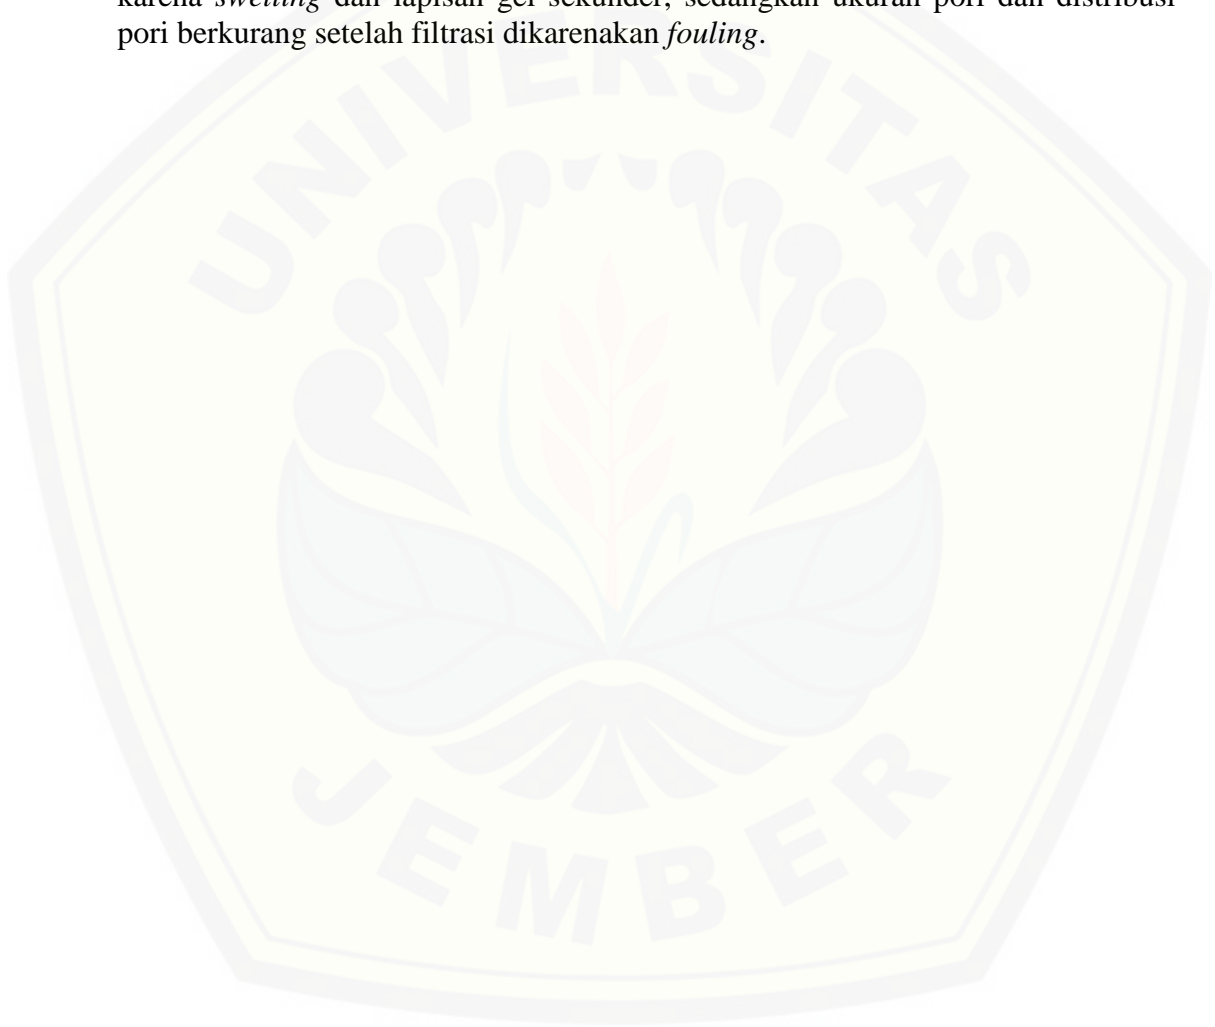 karena swelling dan lapisan gel sekunder, sedangkan ukuran pori dan distribusi
pori berkurang setelah filtrasi dikarenakan fouling.
UNIVERSITAS
JEMBER